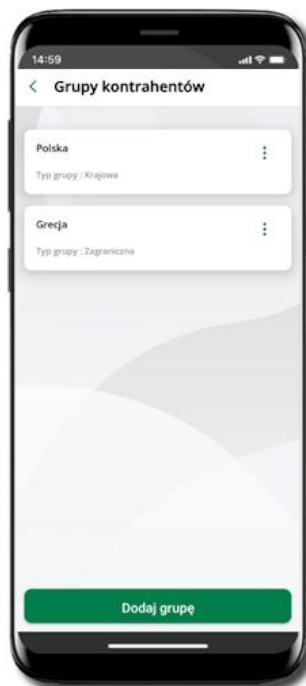 14:59
Grupy kontrahentów
Polska
Typ grupy : Krajowa
Grecja
Typ grupy : Zagraniczna
Dodaj grupę